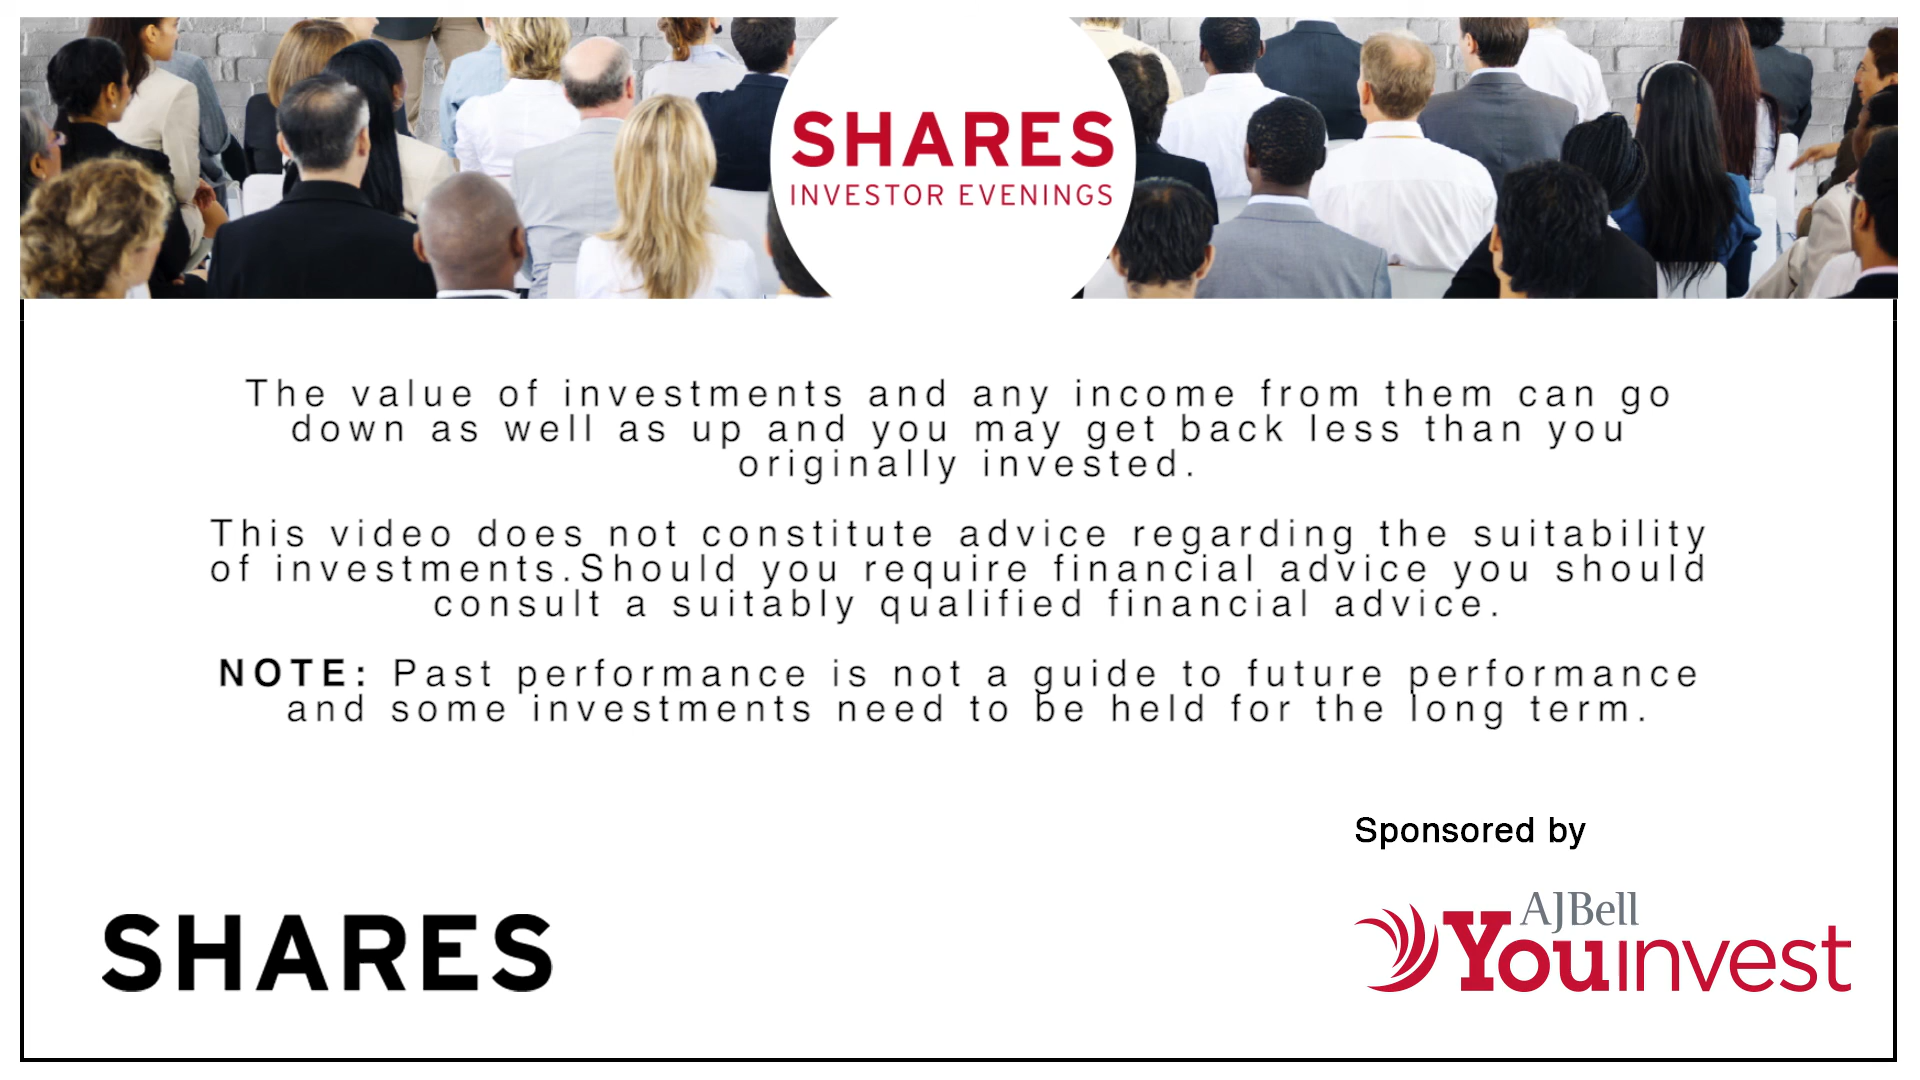 SHARES
INVESTOR EVENINGS
The value of investments and any income from them can go
down as well as up and you may get back less than you
originally invested.
This video does not constitute advice regarding the suitability
of investments.Should you require financial advice you should
consult a suitably qualified financial advice.
NOTE: Past performance is not a guide to future performance
and some investments need to be held for the long term.
Sponsored by
SHARES
AJBell
Youinvest